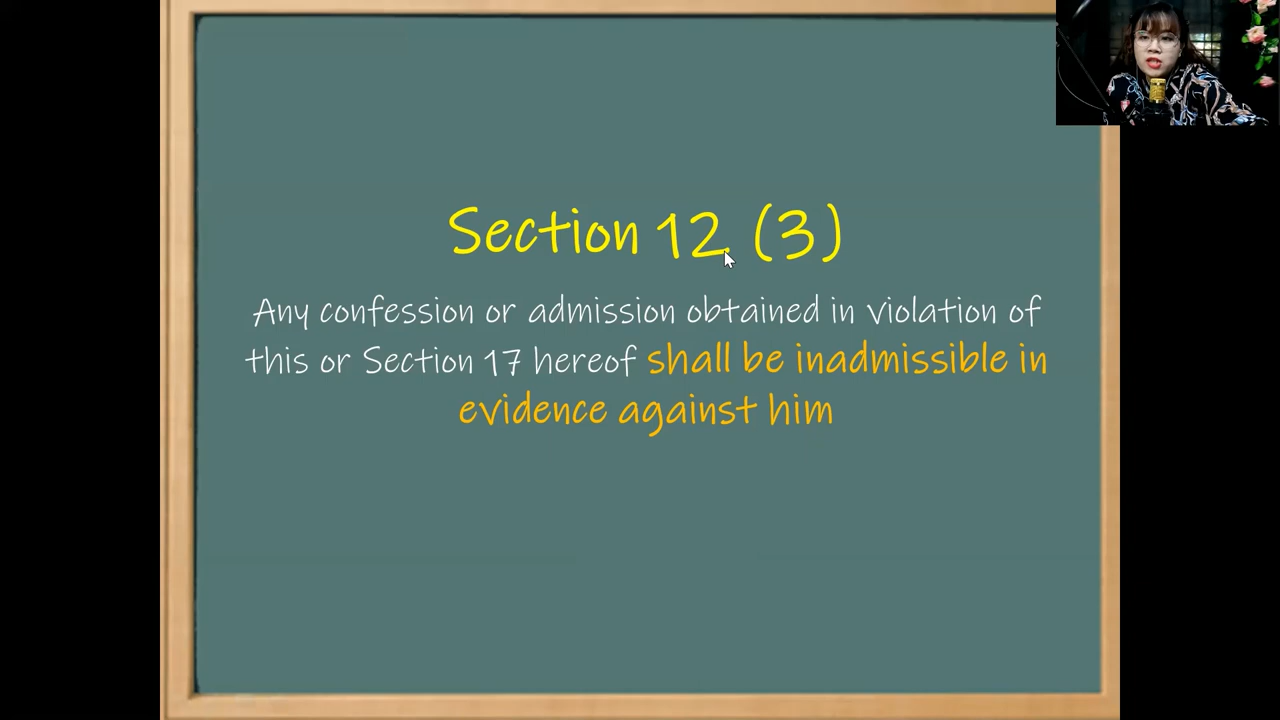 Section 12. (3)
Any confession or admission obtained in violation of
this or Section 17 hereof shall be inadmissible in
evidence against him